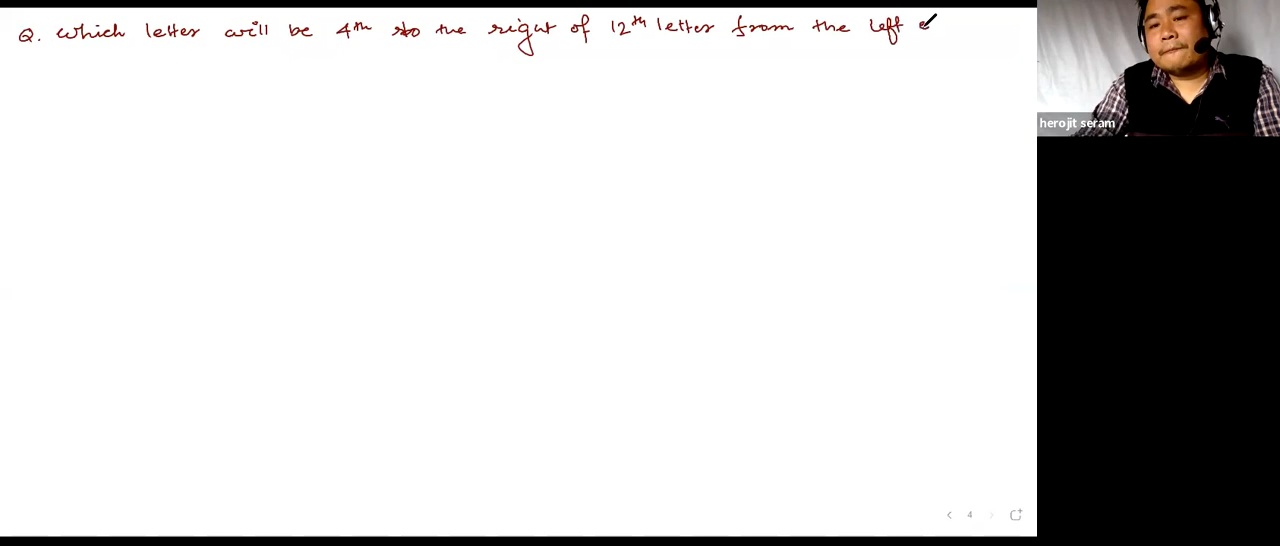 Q. Which letter will be 4th to the right of 12th letter from the left e
herojit seram
4